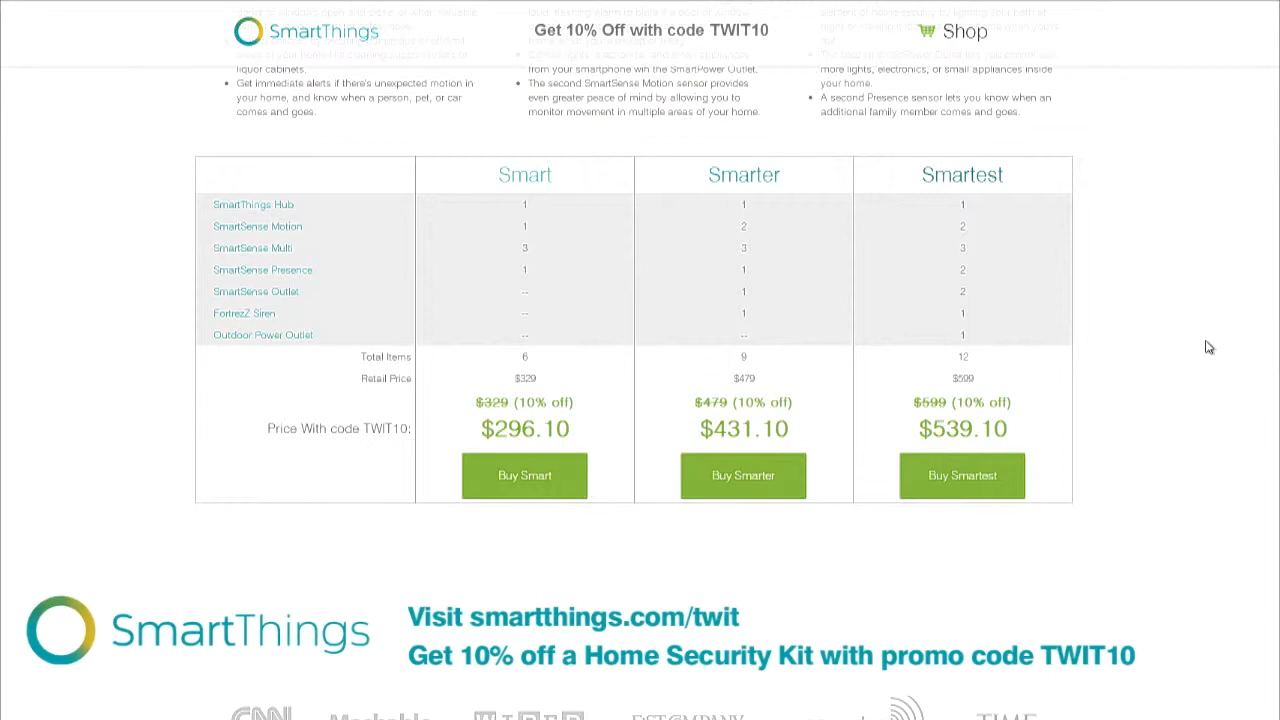 SmartThings
Get 10% Off with code TWIT10
Shop
liquor cabinets.
Get immediate alerts if there's unexpected motion in
your home, and know when a person, pet, or car
comes and goes.
from your smartphone with the SmartPower Outlet.
The second SmartSense Motion sensor provides
even greater peace of mind by allowing you to
monitor movement in multiple areas of your home.
more lights, electronics, or small appliances inside
your home.
A second Presence sensor lets you know when an
additional family member comes and goes.
Smart Smarter Smartest
SmartThings Hub 1 1 1
SmartSense Motion 1 2 2
SmartSense Multi 3 3 3
SmartSense Presence 1 1 2
SmartSense Outlet -- 1 2
FortrezZ Siren -- 1 1
Outdoor Power Outlet -- -- 1
Total Items 6 9 12
Retail Price $329 $479 $599
$329 (10% off) $479 (10% off) $599 (10% off)
Price With code TWIT10: $296.10 $431.10 $539.10
Buy Smart Buy Smarter Buy Smartest
SmartThings
Visit smartthings.com/twit
Get 10% off a Home Security Kit with promo code TWIT10
CNN Mashable WIRED FAST COMPANY TIME